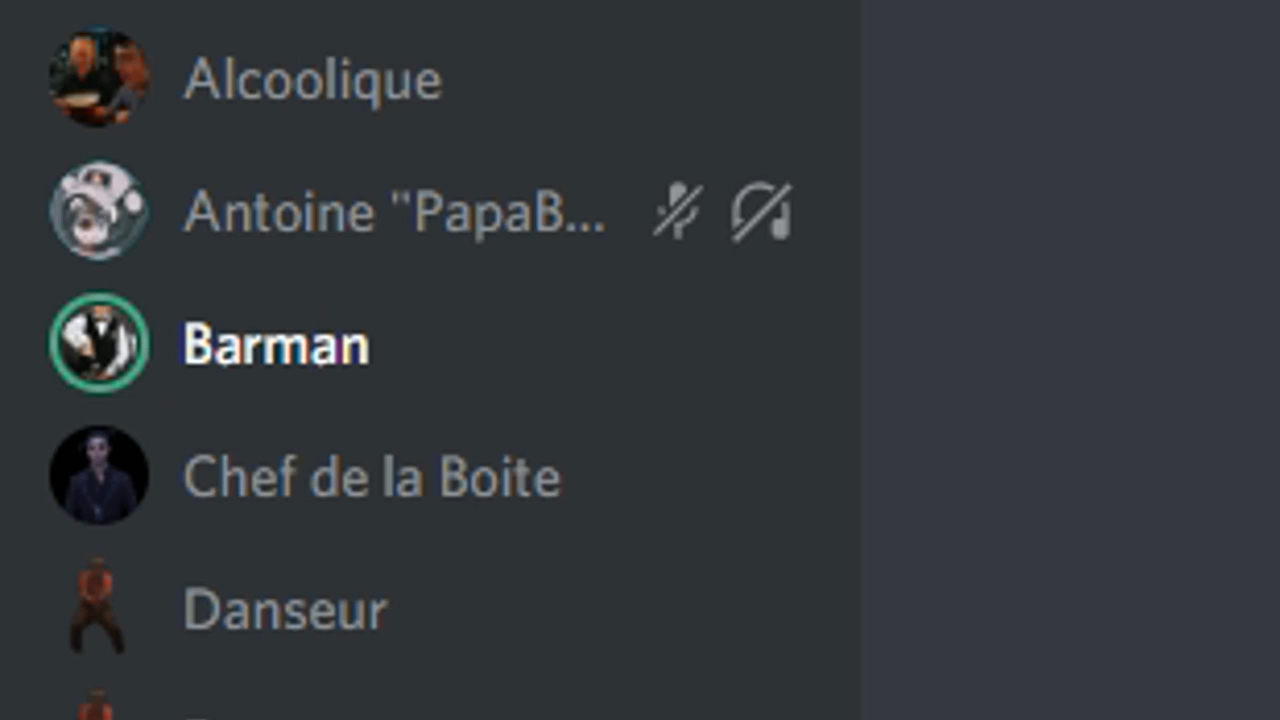 Alcoolique
Antoine "PapaB...
Barman
Chef de la Boite
Danseur